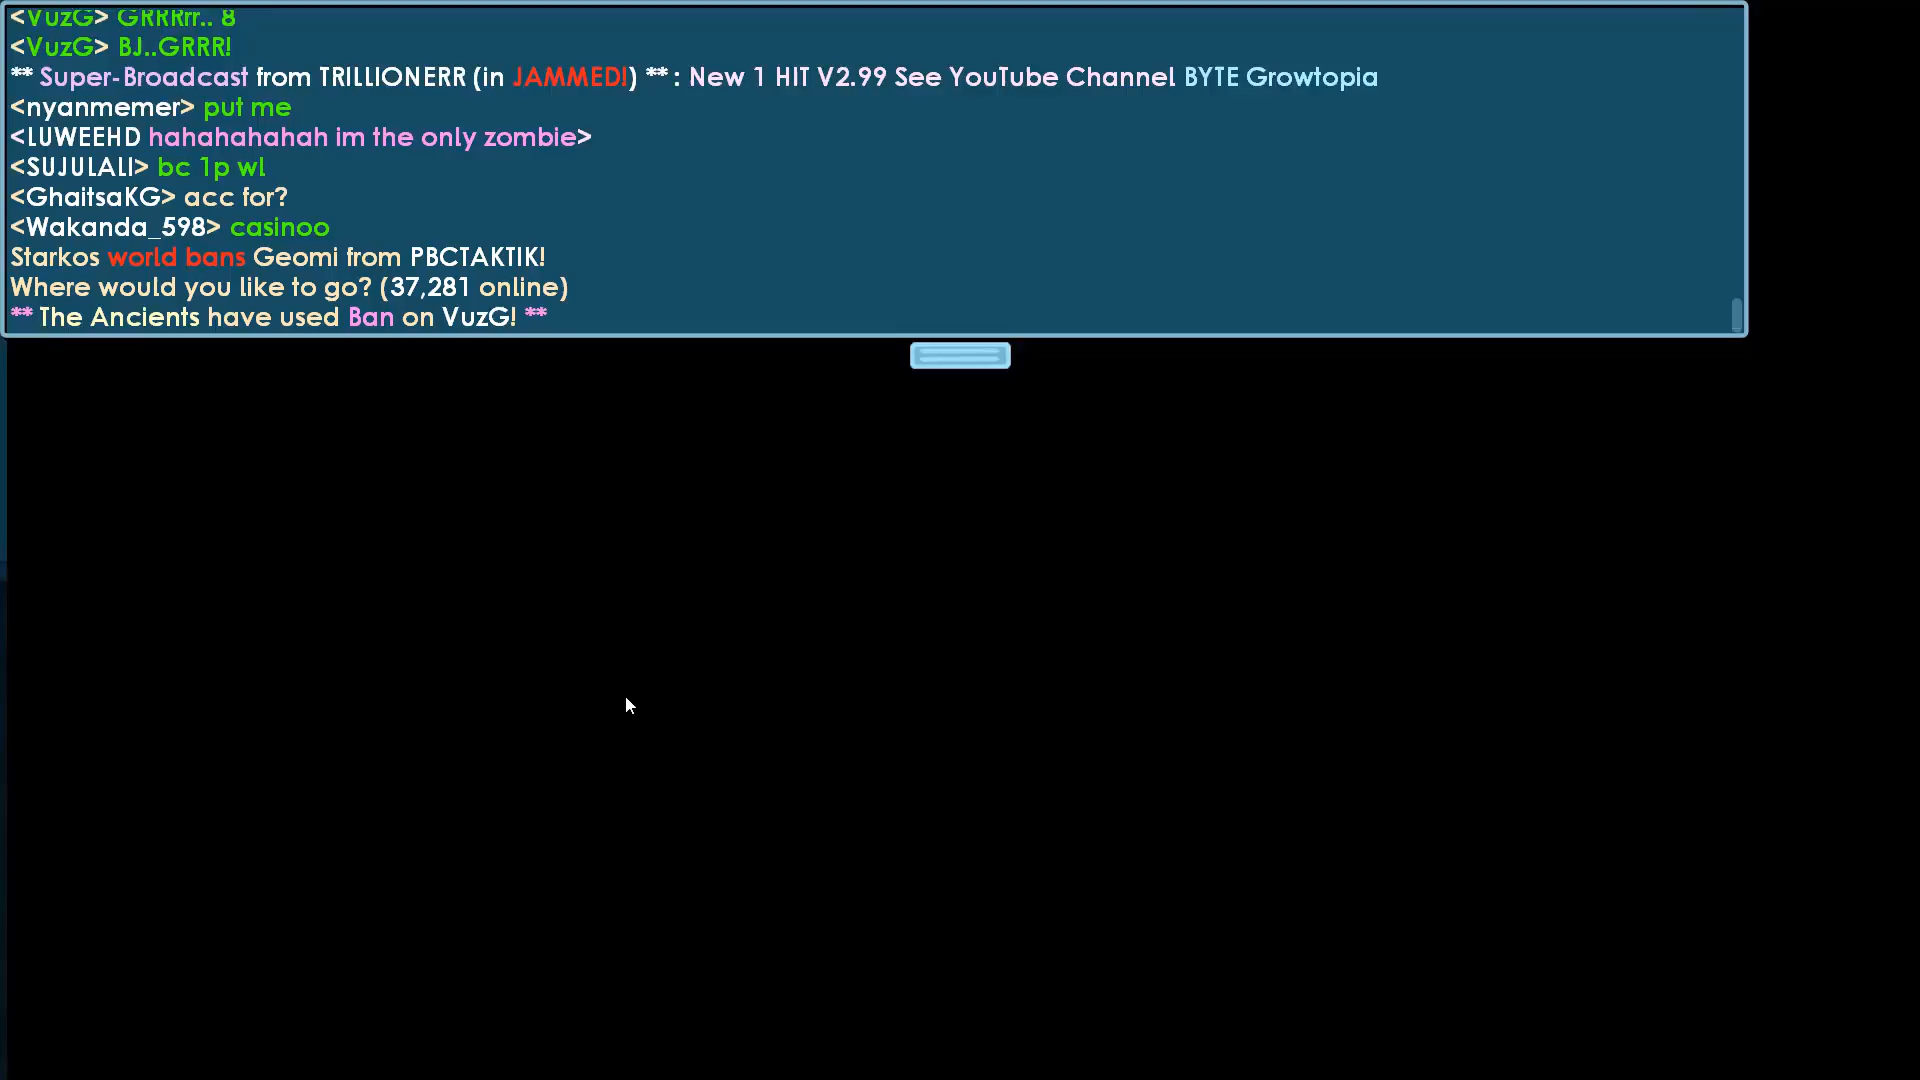 <VuzG> GRRRrr.. 8
<VuzG> BJ..GRRR!
** Super-Broadcast from TRILLIONERR (in JAMMED!) ** : New 1 HIT V2.99 See YouTube Channel BYTE Growtopia
<nyanmemer> put me
<LUWEEHD hahahahahah im the only zombie>
<SUJULALI> bc 1p wl
<GhaitsaKG> acc for?
<Wakanda_598> casinoo
Starkos world bans Geomi from PBCTAKTIK!
Where would you like to go? (37,281 online)
** The Ancients have used Ban on VuzG! **